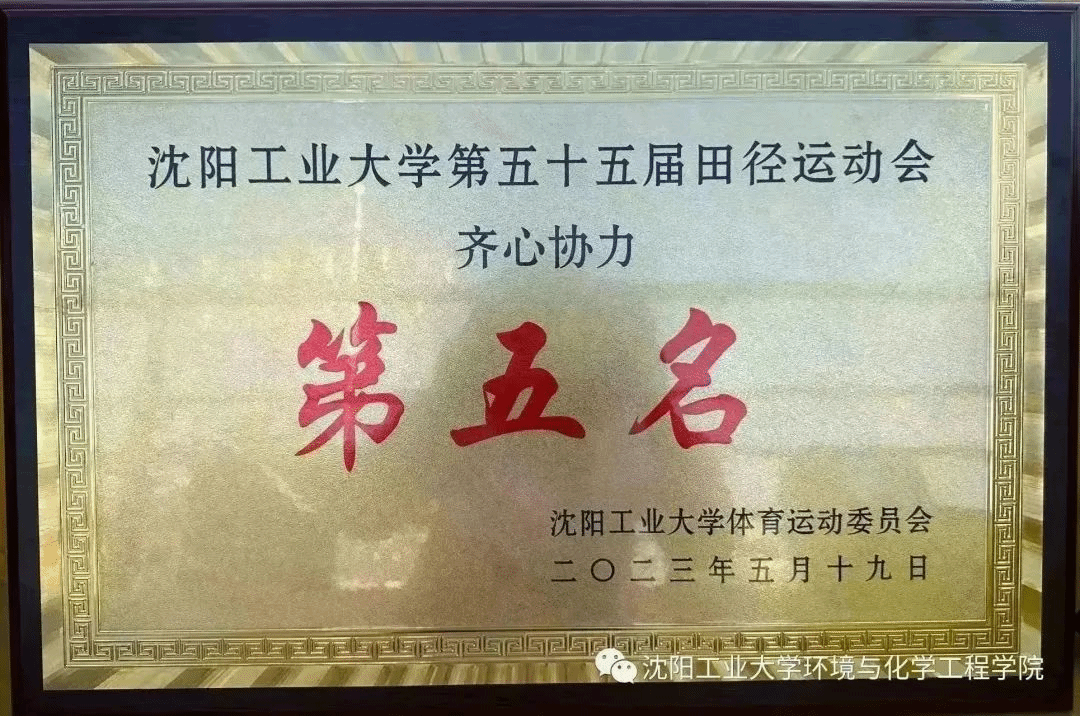 沈阳工业大学第五十五届田径运动会
齐心协力
第五名
沈阳工业大学体育运动委员会
二〇二三年五月十九日
沈阳工业大学环境与化学工程学院